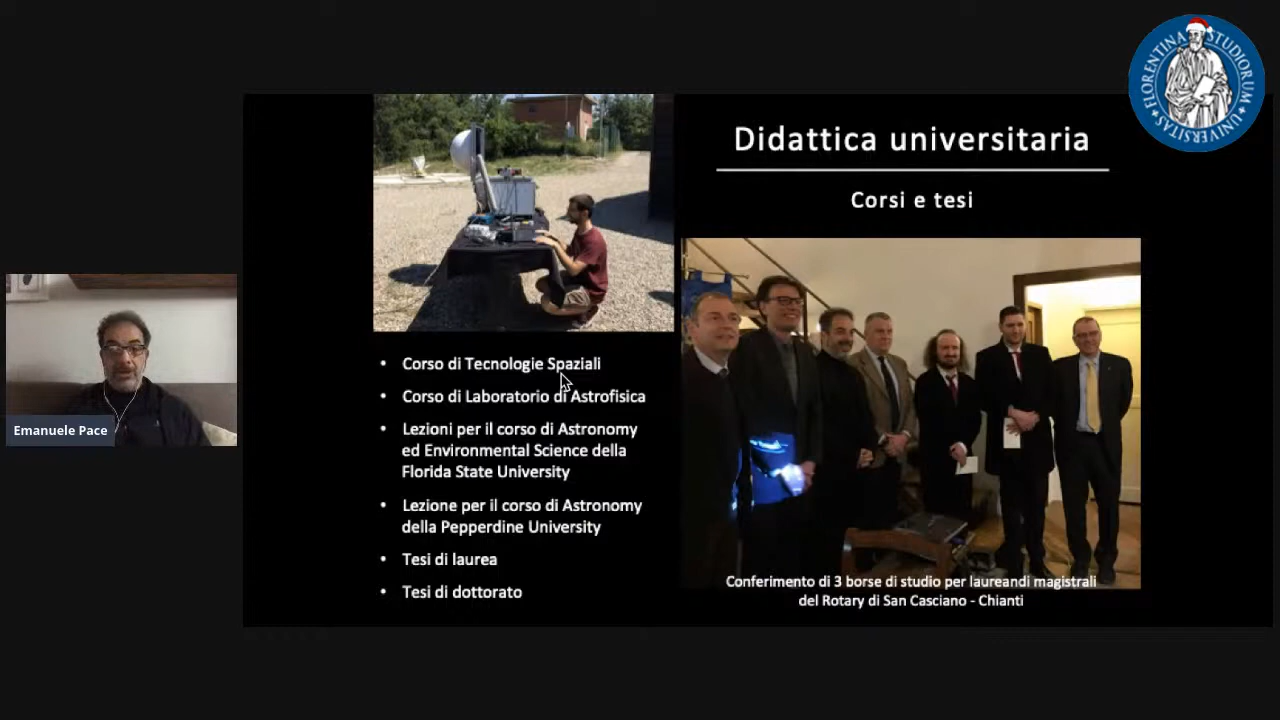 FLORENTINA STUDIORUM UNIVERSITAS
Didattica universitaria
Corsi e tesi
• Corso di Tecnologie Spaziali
• Corso di Laboratorio di Astrofisica
• Lezioni per il corso di Astronomy
ed Environmental Science della
Florida State University
• Lezione per il corso di Astronomy
della Pepperdine University
• Tesi di laurea
• Tesi di dottorato
Emanuele Pace
Conferimento di 3 borse di studio per laureandi magistrali
del Rotary di San Casciano - Chianti